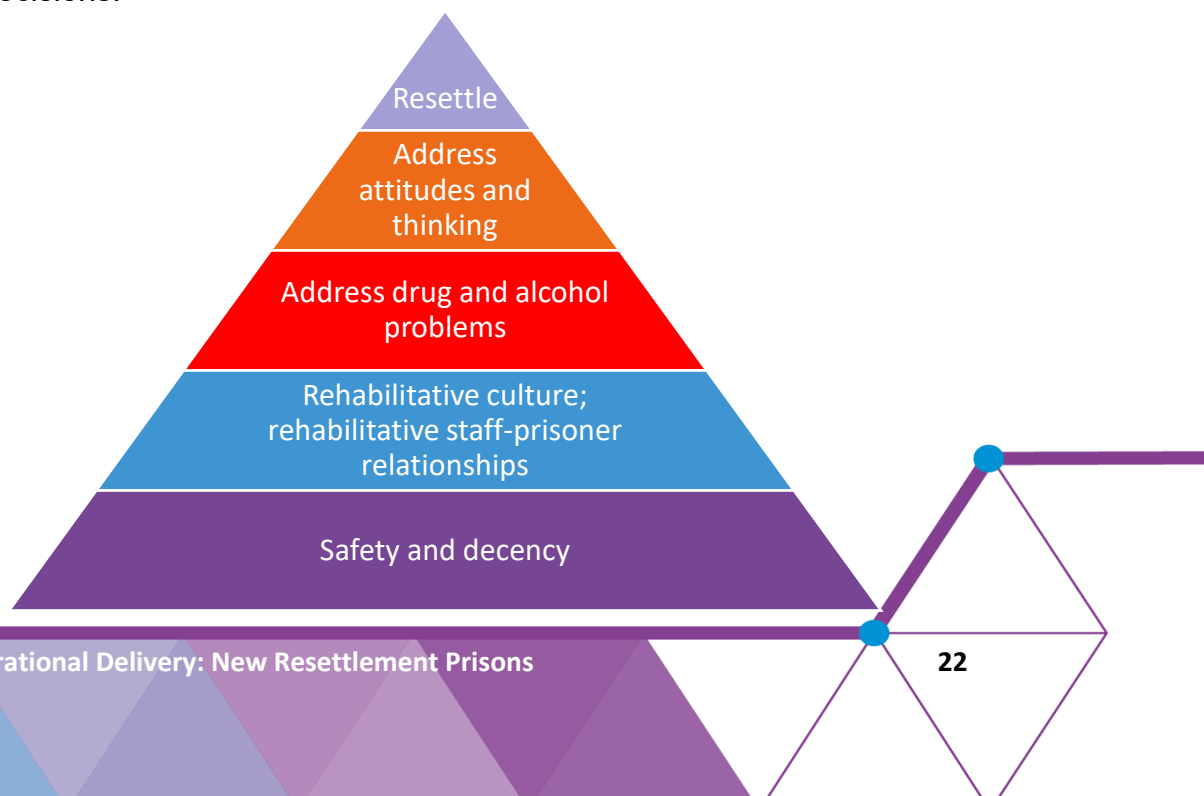 Resettle
Address
attitudes and
thinking
Address drug and alcohol
problems
Rehabilitative culture;
rehabilitative staff-prisoner
relationships
Safety and decency
Delivery: New Resettlement Prisons
22